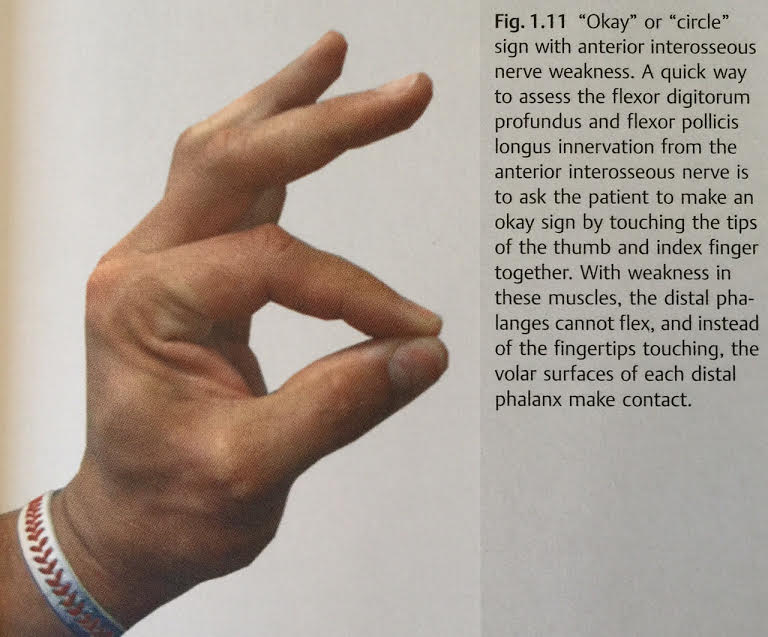 Fig. 1.11 “Okay” or “circle”
sign with anterior interosseous
nerve weakness. A quick way
to assess the flexor digitorum
profundus and flexor pollicis
longus innervation from the
anterior interosseous nerve is
to ask the patient to make an
okay sign by touching the tips
of the thumb and index finger
together. With weakness in
these muscles, the distal pha-
langes cannot flex, and instead
of the fingertips touching, the
volar surfaces of each distal
phalanx make contact.